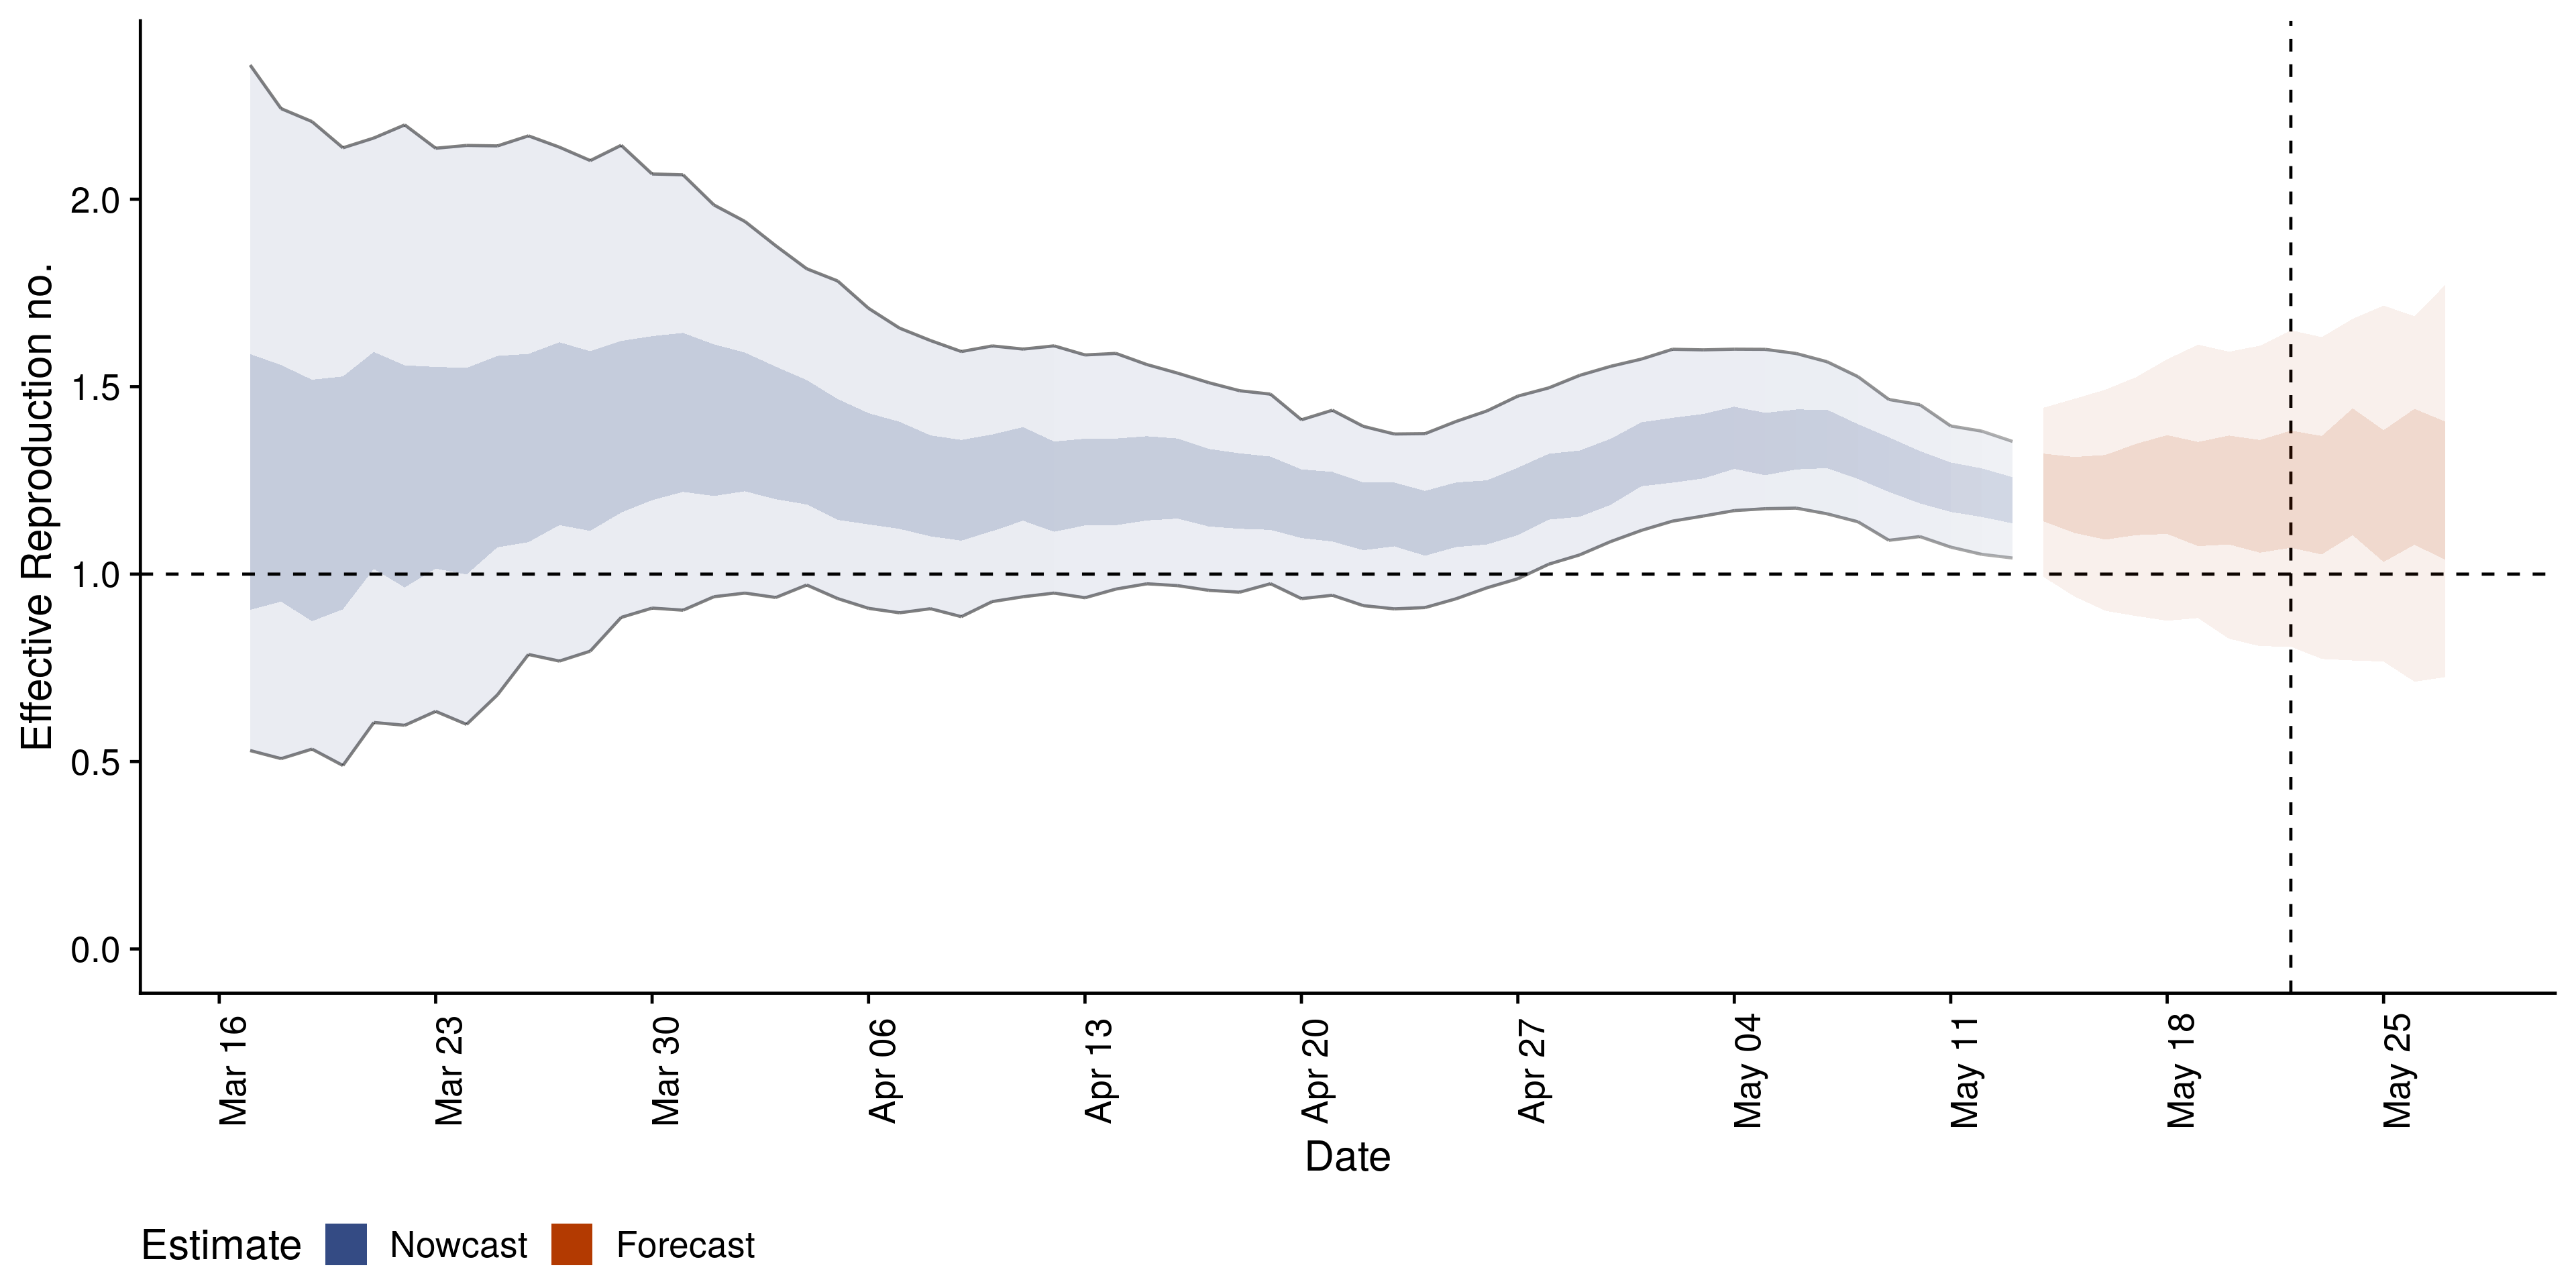 Effective Reproduction no.
2.0
1.5
1.0
0.5
0.0
Mar 16
Mar 23
Mar 30
Apr 06
Apr 13
Apr 20
Apr 27
May 04
May 11
May 18
May 25
Date
Estimate Nowcast Forecast